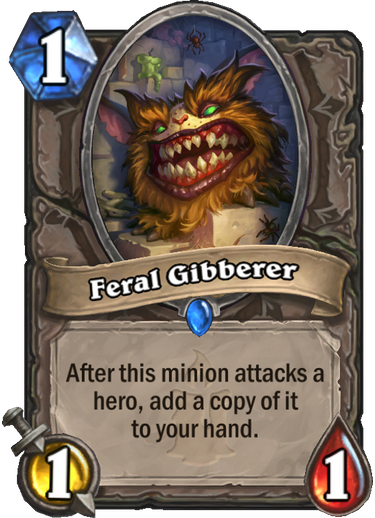 1
Feral Gibberer
After this minion attacks a
hero, add a copy of it
to your hand.
1
1